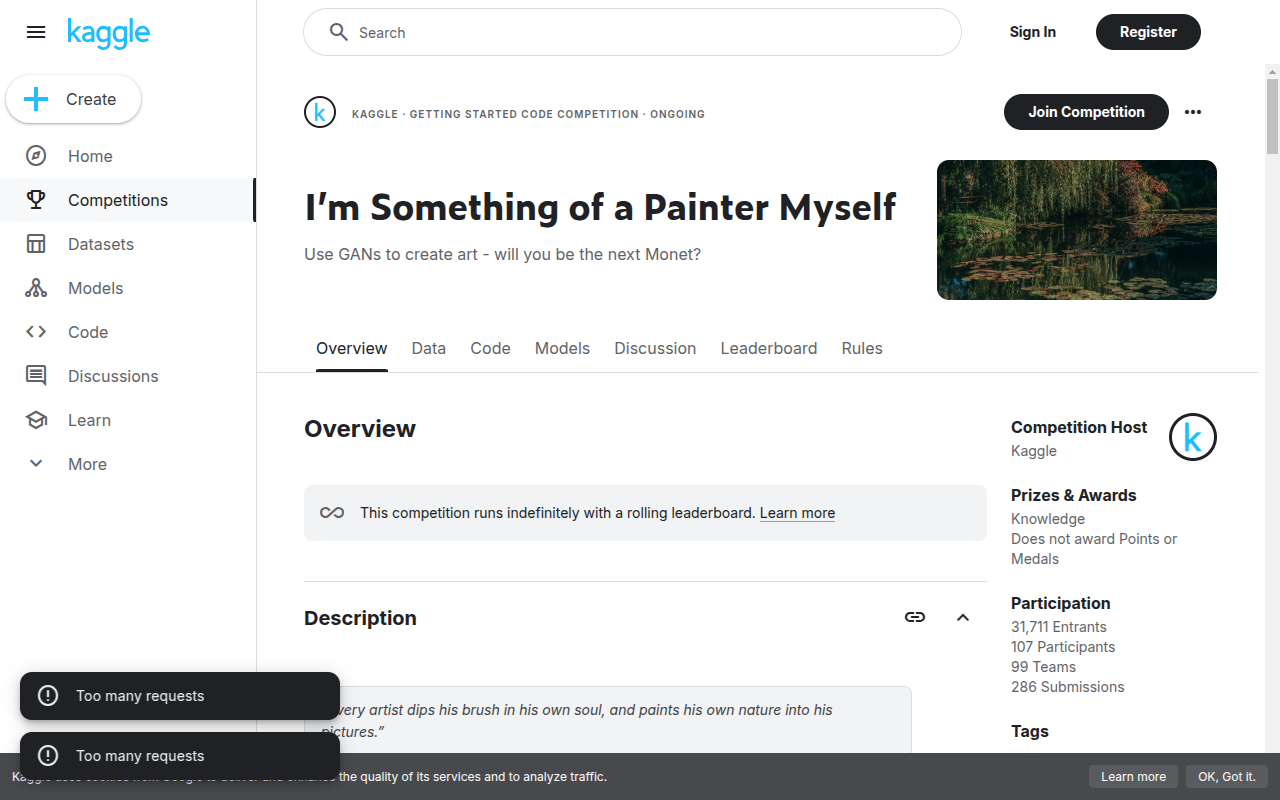 kaggle
Search
Sign In
Register
Create
Home
Competitions
Datasets
Models
Code
Discussions
Learn
More
k
KAGGLE · GETTING STARTED CODE COMPETITION · ONGOING
Join Competition
I'm Something of a Painter Myself
Use GANs to create art - will you be the next Monet?
Overview
Data
Code
Models
Discussion
Leaderboard
Rules
Overview
This competition runs indefinitely with a rolling leaderboard. Learn more
Description
very artist dips his brush in his own soul, and paints his own nature into his
pictures.”
Competition Host
Kaggle
k
Prizes & Awards
Knowledge
Does not award Points or
Medals
Participation
31,711 Entrants
107 Participants
99 Teams
286 Submissions
Tags
Too many requests
Too many requests
the quality of its services and to analyze traffic.
Learn more
OK, Got it.